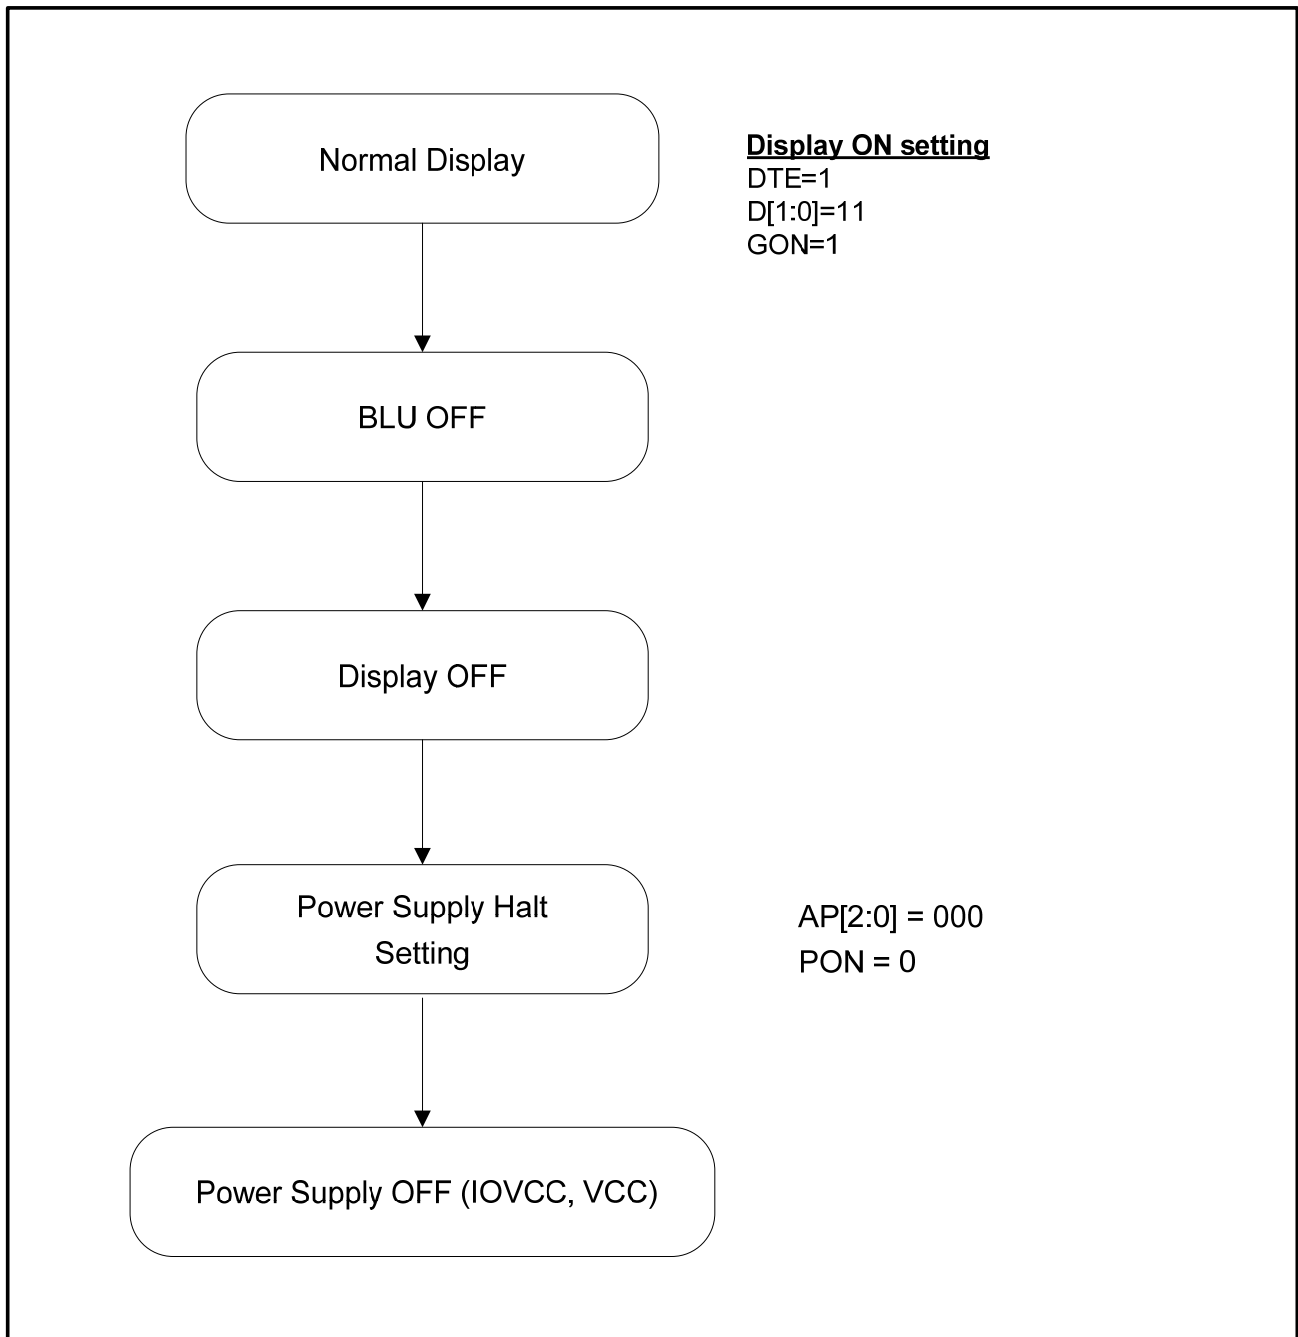 Normal Display
Display ON setting
DTE=1
D[1:0]=11
GON=1
BLU OFF
Display OFF
Power Supply Halt
Setting
AP[2:0] = 000
PON = 0
Power Supply OFF (IOVCC, VCC)